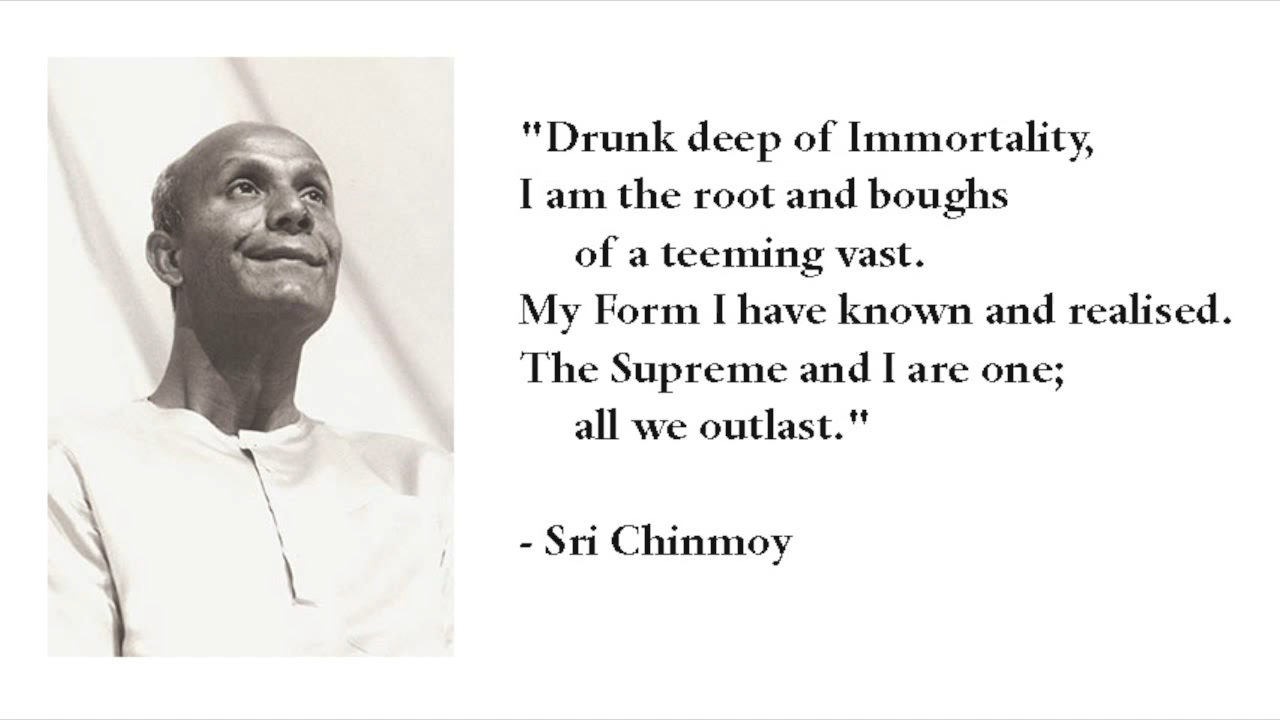 "Drunk deep of Immortality,
I am the root and boughs
of a teeming vast.
My Form I have known and realised.
The Supreme and I are one;
all we outlast."
- Sri Chinmoy